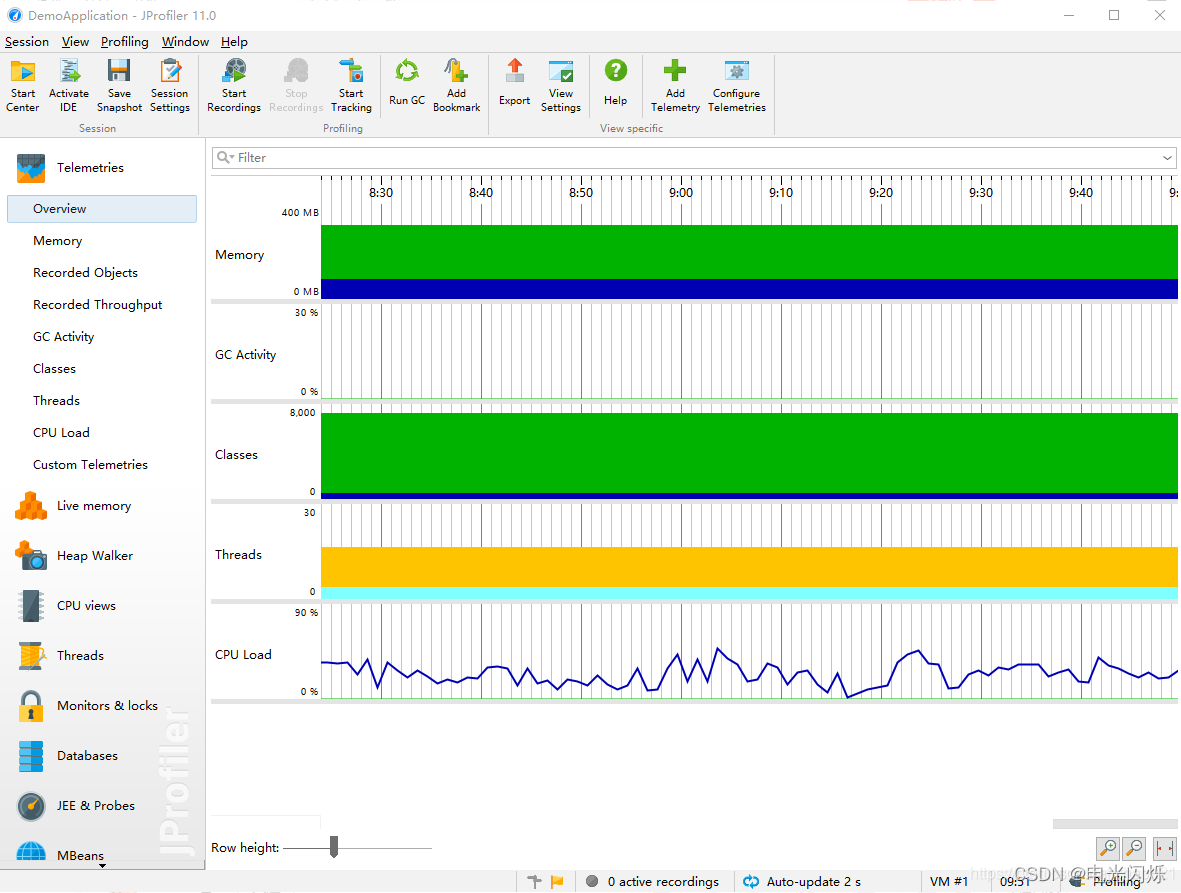 DemoApplication - JProfiler 11.0
Session View Profiling Window Help
Start Center
Activate IDE
Save Snapshot
Session Settings
Start Recordings
Stop Recordings
Start Tracking
Run GC
Add Bookmark
Export
View Settings
Help
Add Telemetry
Configure Telemetries
Session
Profiling
View specific
Telemetries
Overview
Memory
Recorded Objects
Recorded Throughput
GC Activity
Classes
Threads
CPU Load
Custom Telemetries
Live memory
Heap Walker
CPU views
Threads
Monitors & locks
Databases
JEE & Probes
MBeans
JProfiler
Filter
8:30 8:40 8:50 9:00 9:10 9:20 9:30 9:40
400 MB
Memory
0 MB
30 %
GC Activity
0 %
8,000
Classes
0
30
Threads
0
90 %
CPU Load
0 %
Row height:
0 active recordings
Auto-update 2 s
VM #1
09:51
Profiling
CSDN @电光闪烁